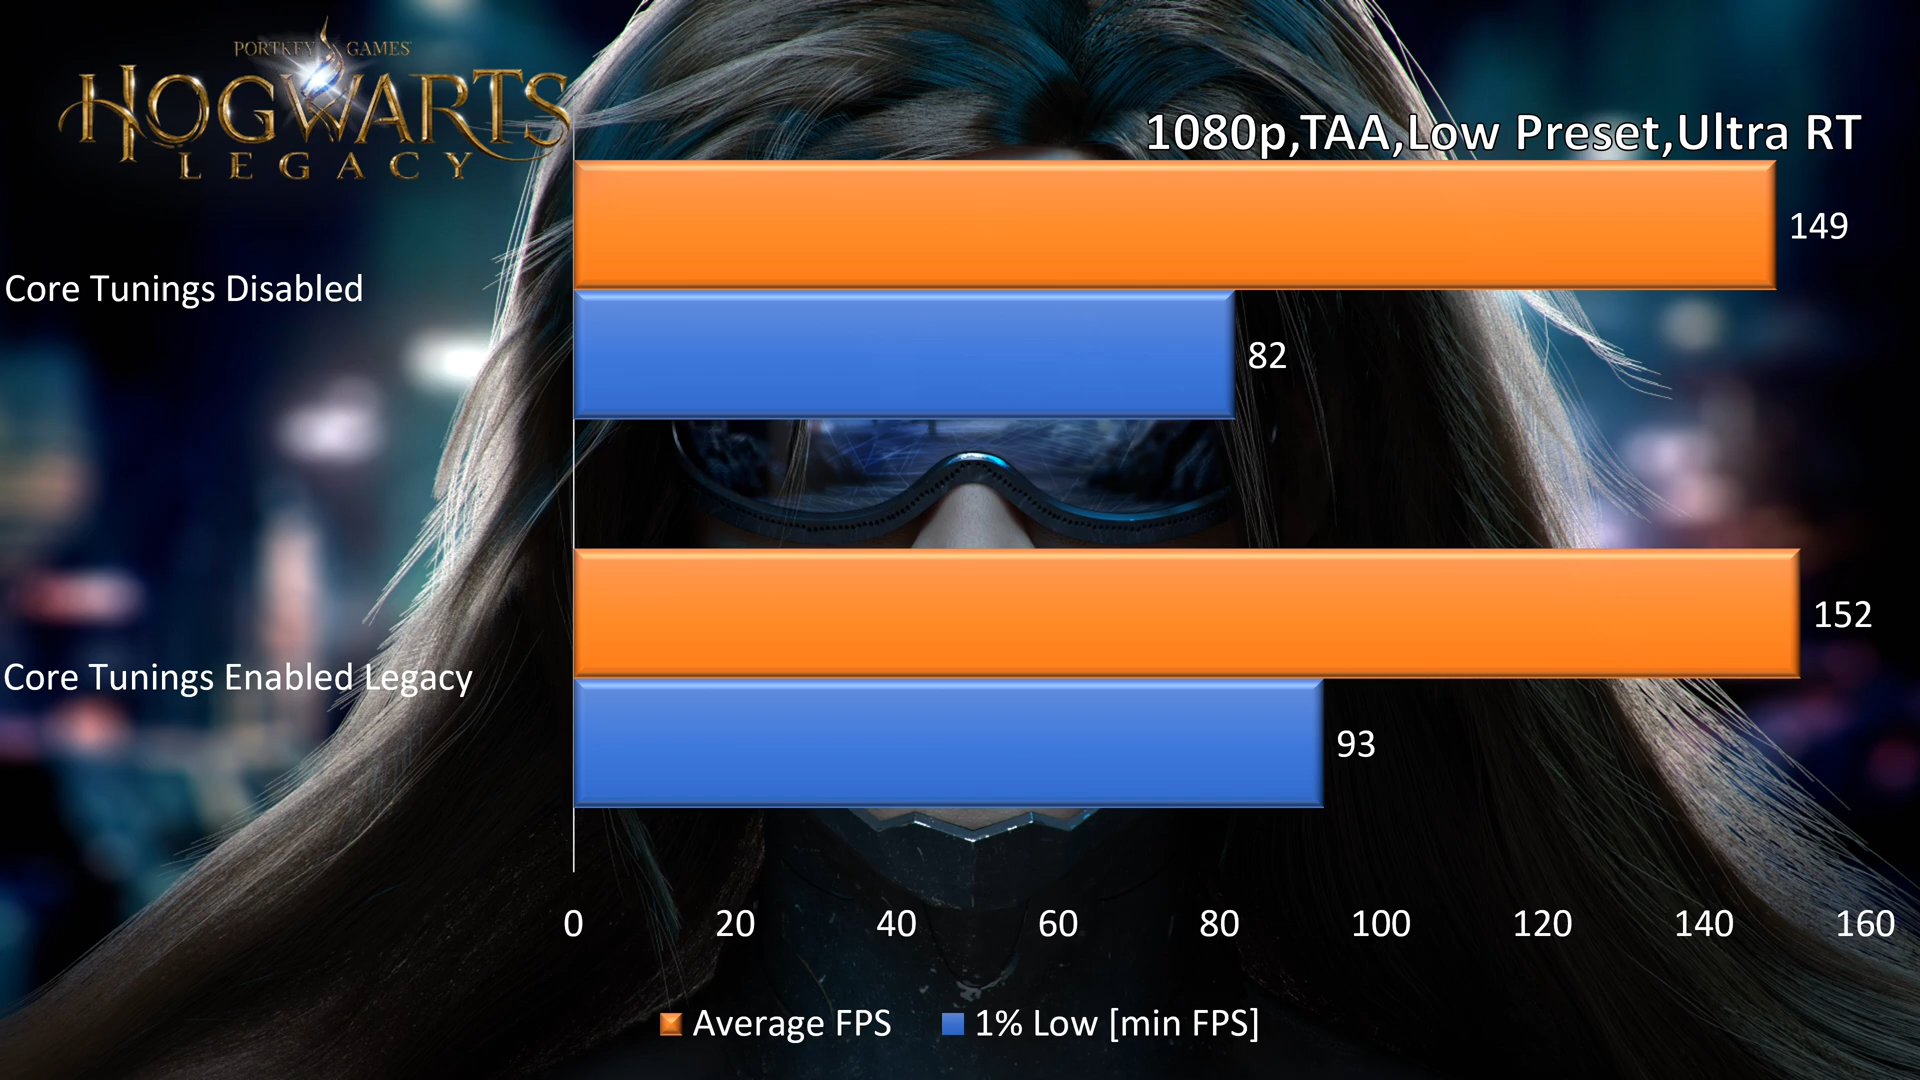 PORTKEY GAMES
HOGWARTS
LEGACY
1080p,TAA,Low Preset,Ultra RT
149
Core Tunings Disabled
82
152
Core Tunings Enabled Legacy
93
0 20 40 60 80 100 120 140 160
Average FPS 1% Low [min FPS]